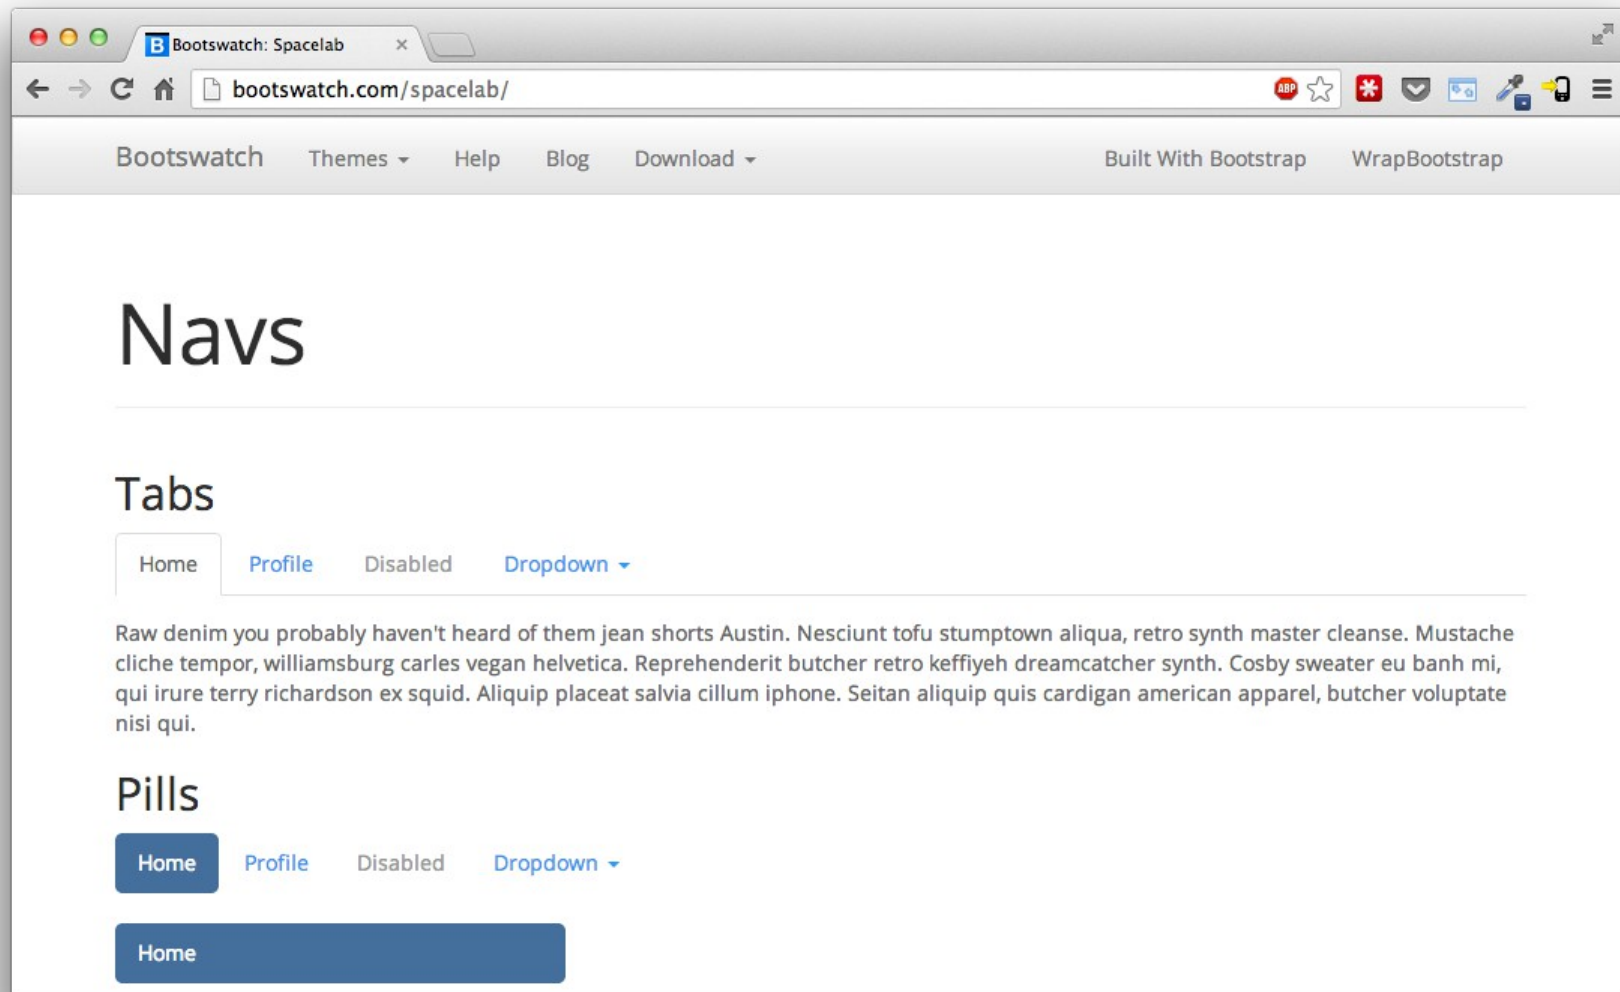 Bootswatch: Spacelab
bootswatch.com/spacelab/
ABP
Bootswatch Themes Help Blog Download Built With Bootstrap WrapBootstrap
Navs
Tabs
Home Profile Disabled Dropdown
Raw denim you probably haven't heard of them jean shorts Austin. Nesciunt tofu stumptown aliqua, retro synth master cleanse. Mustache
cliche tempor, williamsburg carles vegan helvetica. Reprehenderit butcher retro keffiyeh dreamcatcher synth. Cosby sweater eu banh mi,
qui irure terry richardson ex squid. Aliquip placeat salvia cillum iphone. Seitan aliquip quis cardigan american apparel, butcher voluptate
nisi qui.
Pills
Home Profile Disabled Dropdown
Home